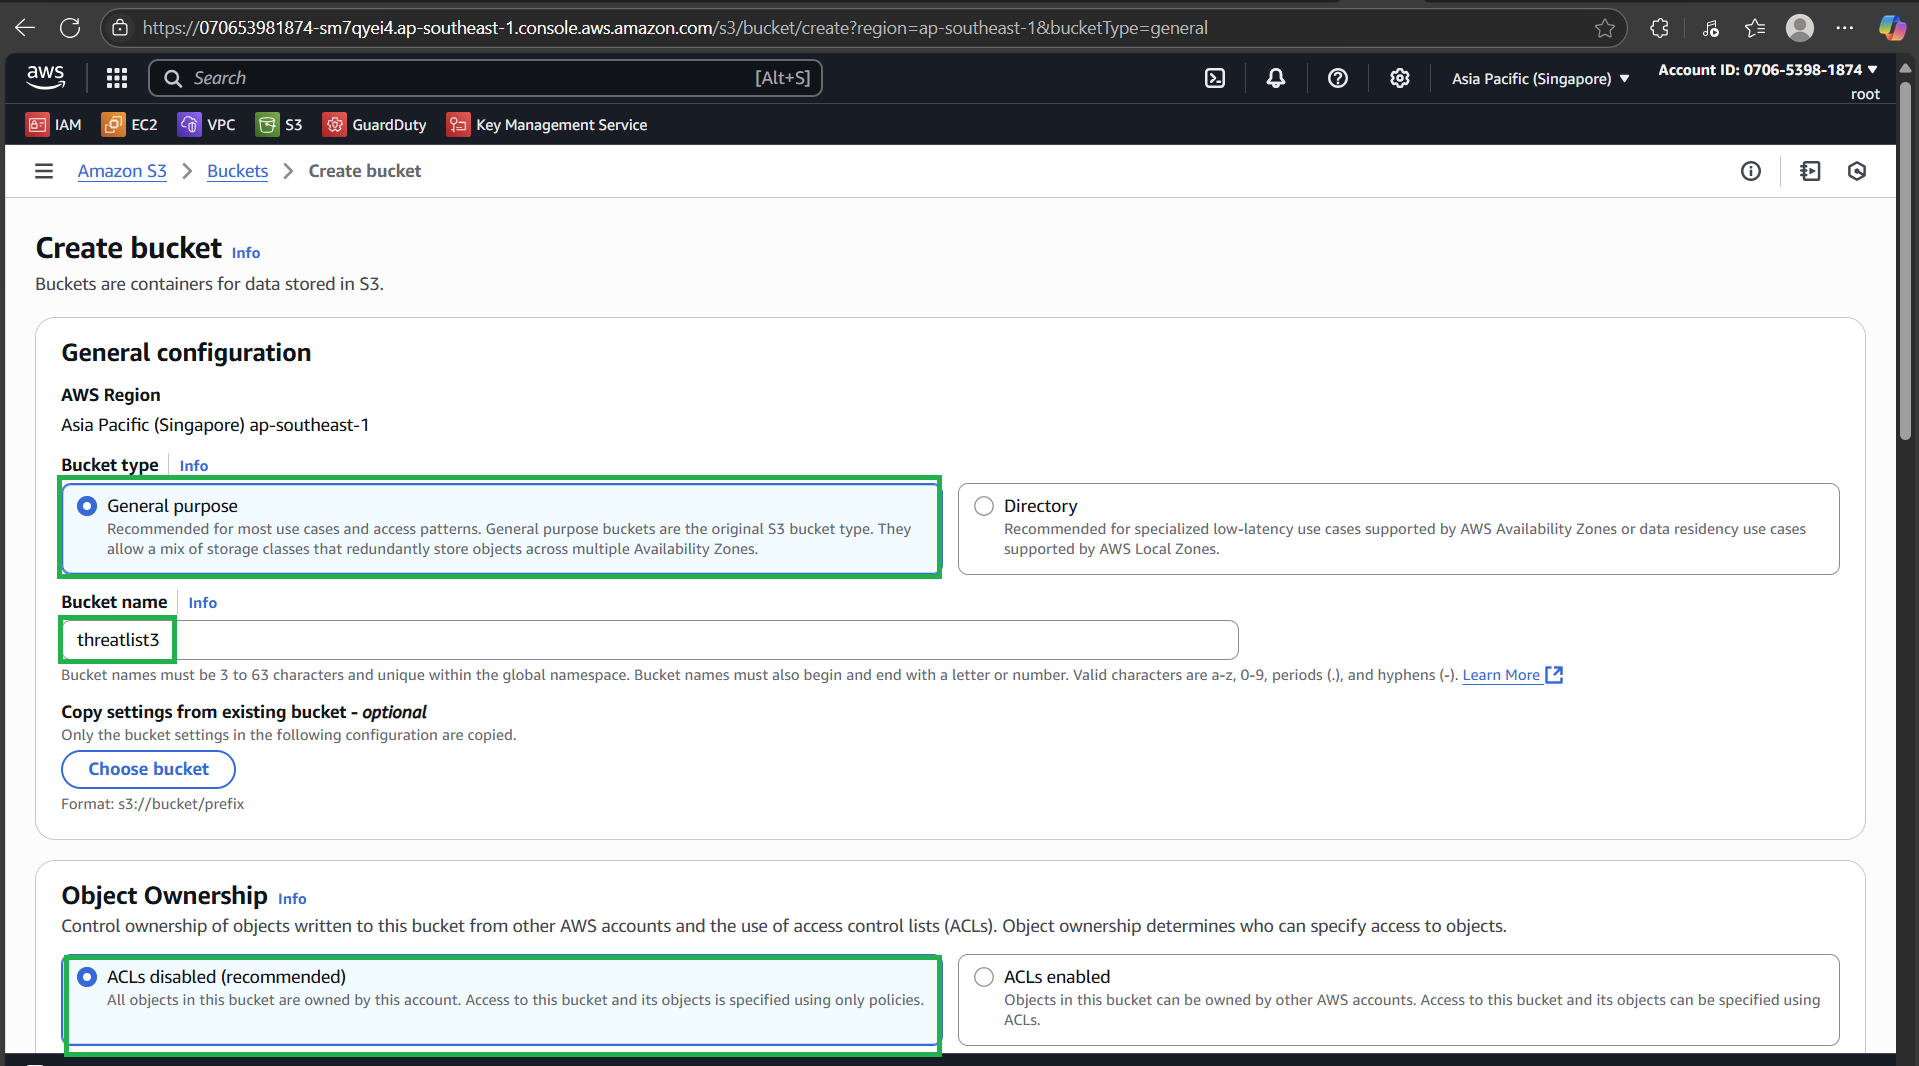 https://070653981874-sm7qyei4.ap-southeast-1.console.aws.amazon.com/s3/bucket/create?region=ap-southeast-1&bucketType=general
aws
Search [Alt+S]
Asia Pacific (Singapore)
Account ID: 0706-5398-1874
root
IAM EC2 VPC S3 GuardDuty Key Management Service
Amazon S3 Buckets Create bucket
Create bucket Info
Buckets are containers for data stored in S3.
General configuration
AWS Region
Asia Pacific (Singapore) ap-southeast-1
Bucket type Info
General purpose
Recommended for most use cases and access patterns. General purpose buckets are the original S3 bucket type. They
allow a mix of storage classes that redundantly store objects across multiple Availability Zones.
Directory
Recommended for specialized low-latency use cases supported by AWS Availability Zones or data residency use cases
supported by AWS Local Zones.
Bucket name Info
threatlist3
Bucket names must be 3 to 63 characters and unique within the global namespace. Bucket names must also begin and end with a letter or number. Valid characters are a-z, 0-9, periods (.), and hyphens (-). Learn More
Copy settings from existing bucket - optional
Only the bucket settings in the following configuration are copied.
Choose bucket
Format: s3://bucket/prefix
Object Ownership Info
Control ownership of objects written to this bucket from other AWS accounts and the use of access control lists (ACLs). Object ownership determines who can specify access to objects.
ACLs disabled (recommended)
All objects in this bucket are owned by this account. Access to this bucket and its objects is specified using only policies.
ACLs enabled
Objects in this bucket can be owned by other AWS accounts. Access to this bucket and its objects can be specified using
ACLs.